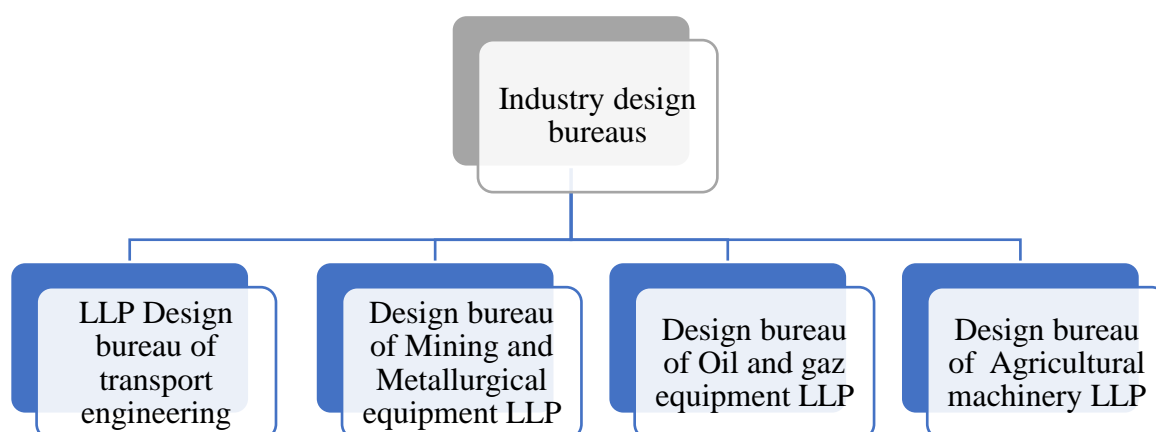 Industry design
bureaus
LLP Design
bureau of
transport
engineering
Design bureau
of Mining and
Metallurgical
equipment LLP
Design bureau
of Oil and gaz
equipment LLP
Design bureau
of Agricultural
machinery LLP